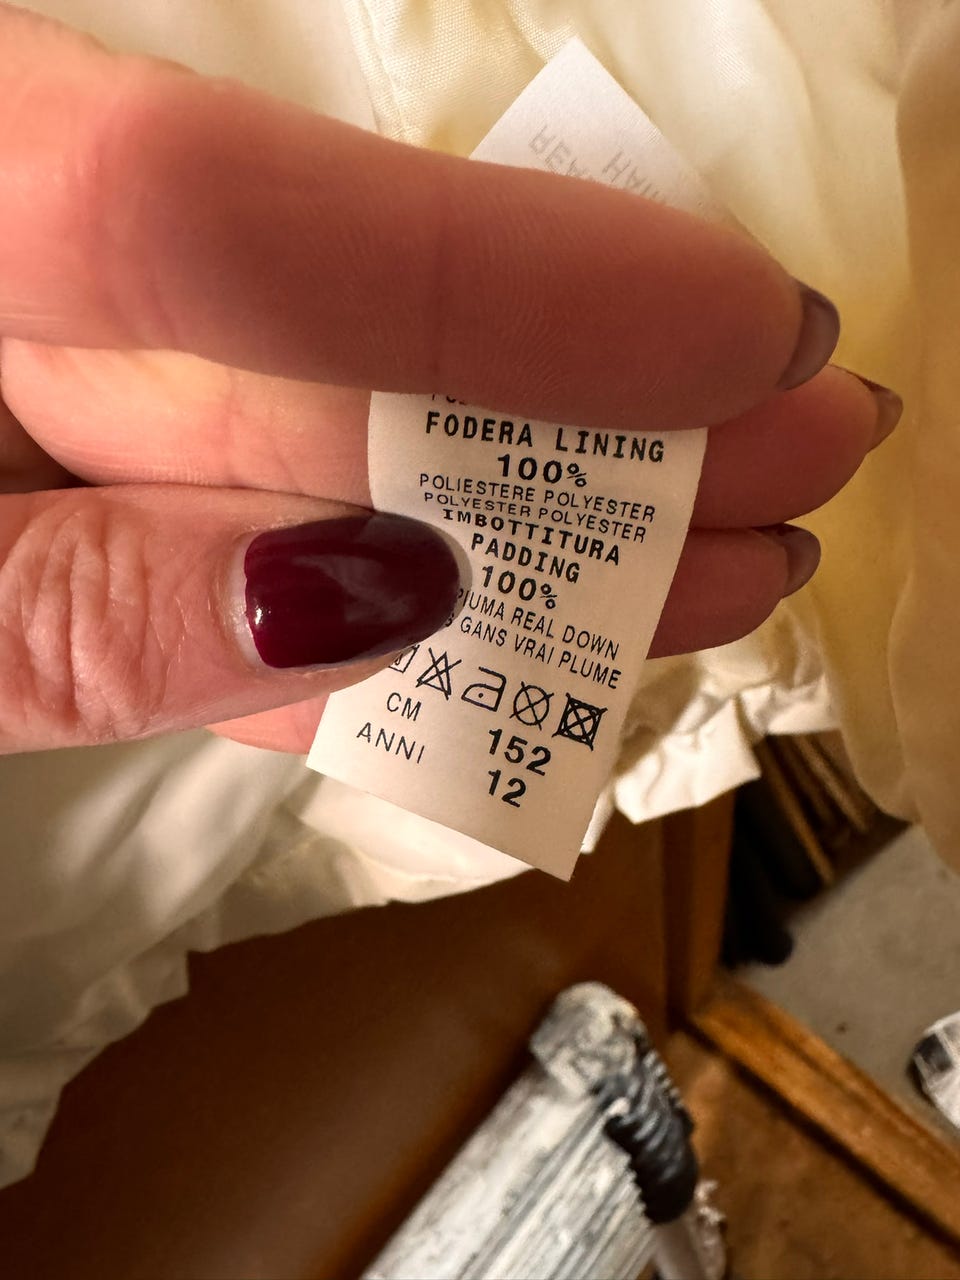 FODERA LINING
100%
POLIESTERE POLYESTER
POLYESTER POLYESTER
IMBOTTITURA
PADDING
100%
PIUMA REAL DOWN
GANS VRAI PLUME
CM 152
ANNI 12